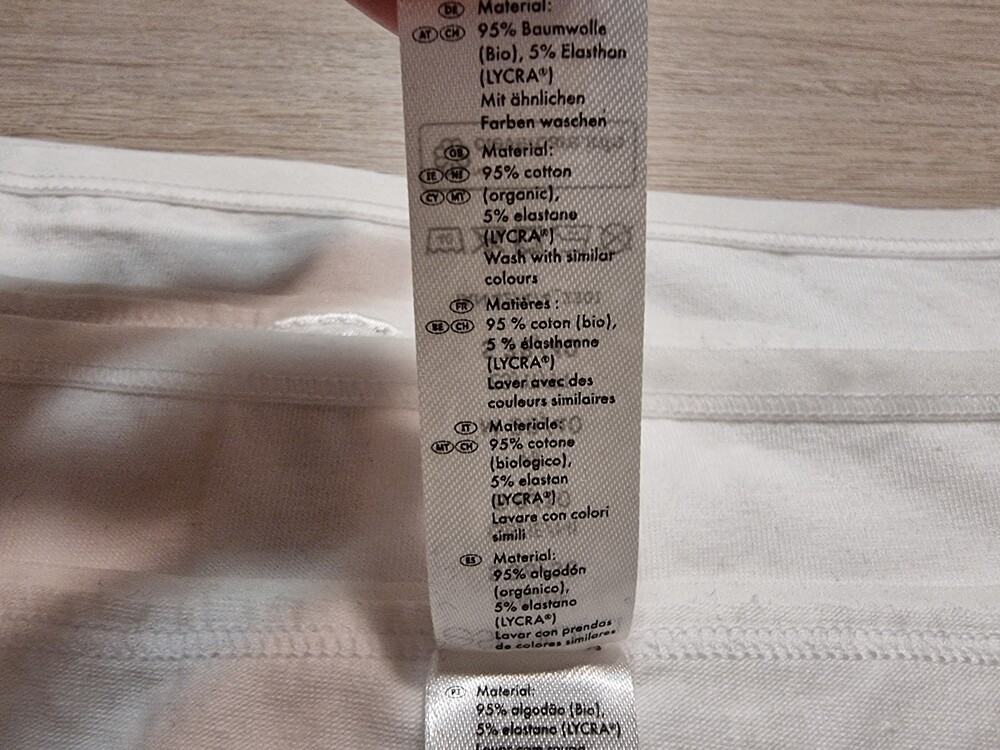 DE Material:
AT CH 95% Baumwolle
(Bio), 5% Elasthan
(LYCRA®)
Mit ähnlichen
Farben waschen
GB Material:
IE NE 95% cotton
CY MT (organic),
5% elastane
(LYCRA®)
Wash with similar
colours
FR Matières :
BE CH 95 % coton (bio),
5 % élasthanne
(LYCRA®)
Laver avec des
couleurs similaires
IT Materiale:
MT CH 95% cotone
(biologico),
5% elastan
(LYCRA®)
Lavare con colori
simili
ES Material:
95% algodón
(orgánico),
5% elastano
(LYCRA®)
Lavar con prendas
de colores similares
PT Material:
95% algodão (Bio),
5% elastano (LYCRA®)
Lavar com roupa